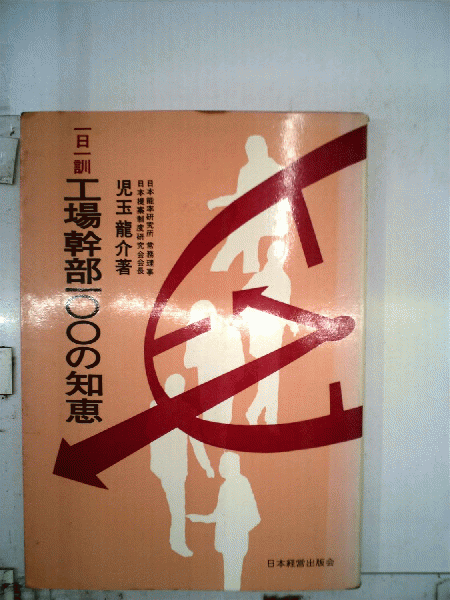 一日一訓
工場幹部一〇〇の知恵
日本能率研究所 常務理事
日本提案制度研究会会長
児玉龍介著
日本経営出版会